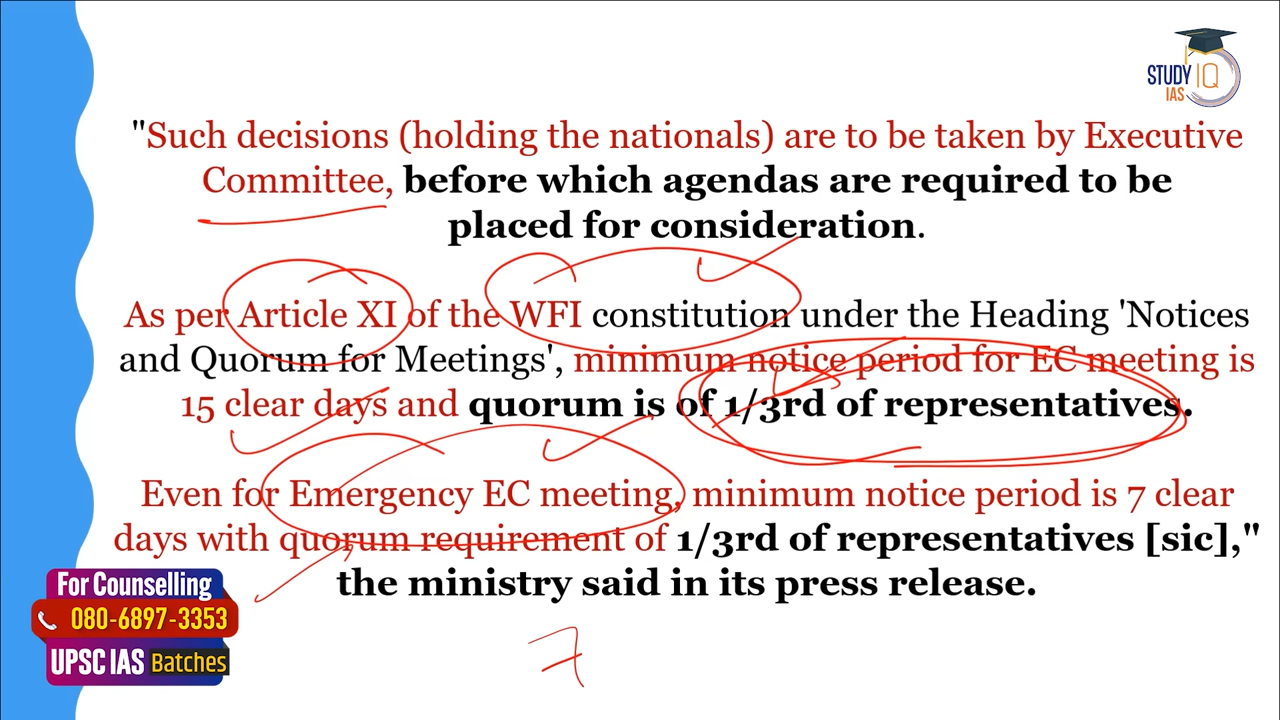 STUDY IQ
IAS
"Such decisions (holding the nationals) are to be taken by Executive
Committee, before which agendas are required to be
placed for consideration.
As per Article XI of the WFI constitution under the Heading 'Notices
and Quorum for Meetings', minimum notice period for EC meeting is
15 clear days and quorum is of 1/3rd of representatives.
Even for Emergency EC meeting, minimum notice period is 7 clear
days with quorum requirement of 1/3rd of representatives [sic],"
the ministry said in its press release.
For Counselling
080-6897-3353
UPSC IAS Batches
7